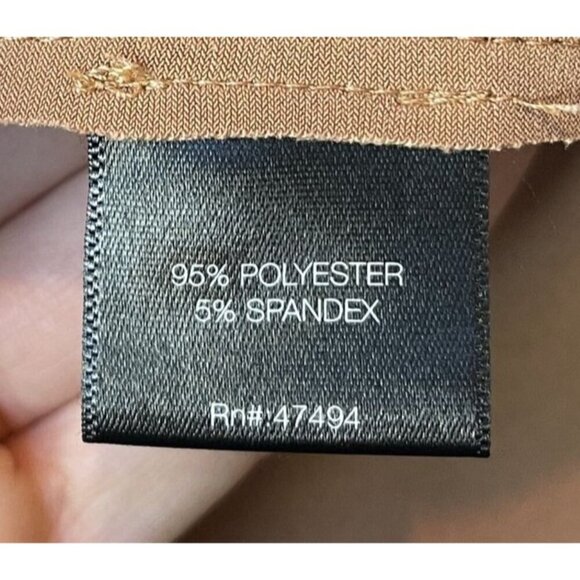 95% POLYESTER
5% SPANDEX
Rn#:47494